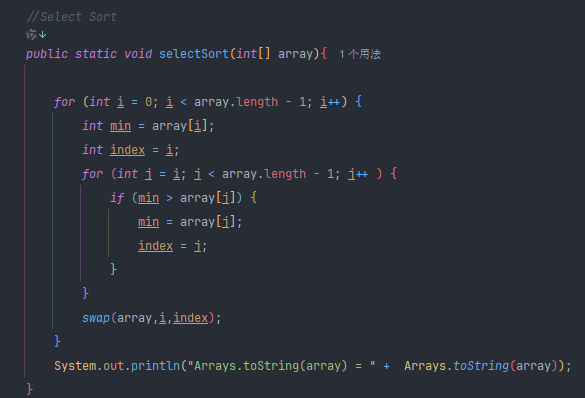 //Select Sort
public static void selectSort(int[] array){ 1 个用法
for (int i = 0; i < array.length - 1; i++) {
int min = array[i];
int index = i;
for (int j = i; j < array.length - 1; j++ ) {
if (min > array[j]) {
min = array[j];
index = j;
}
}
swap(array,i,index);
}
System.out.println("Arrays.toString(array) = " +  Arrays.toString(array));
}